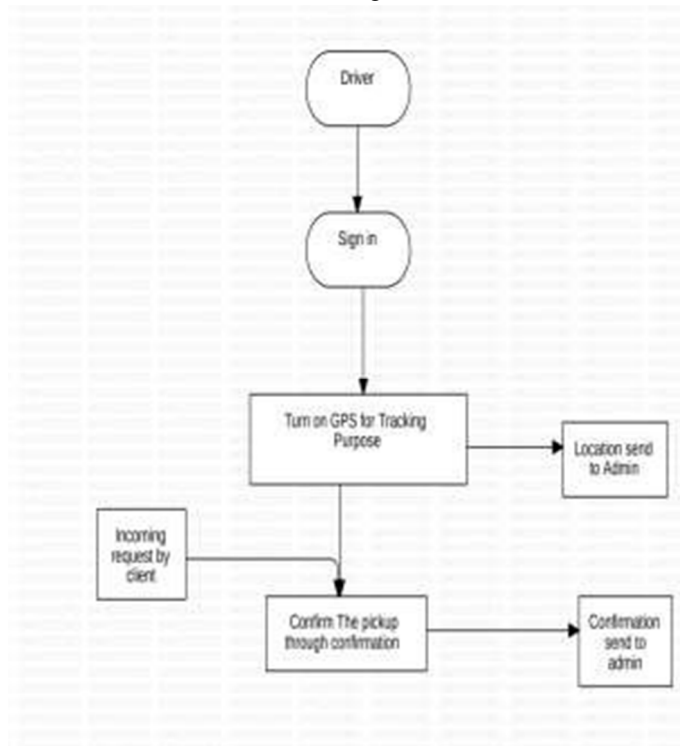 Driver
Sign in
Turn on GPS for Tracking
Purpose
Location send
to Admin
Incoming
request by
client
Confirm The pickup
through confirmation
Confirmation
send to
admin